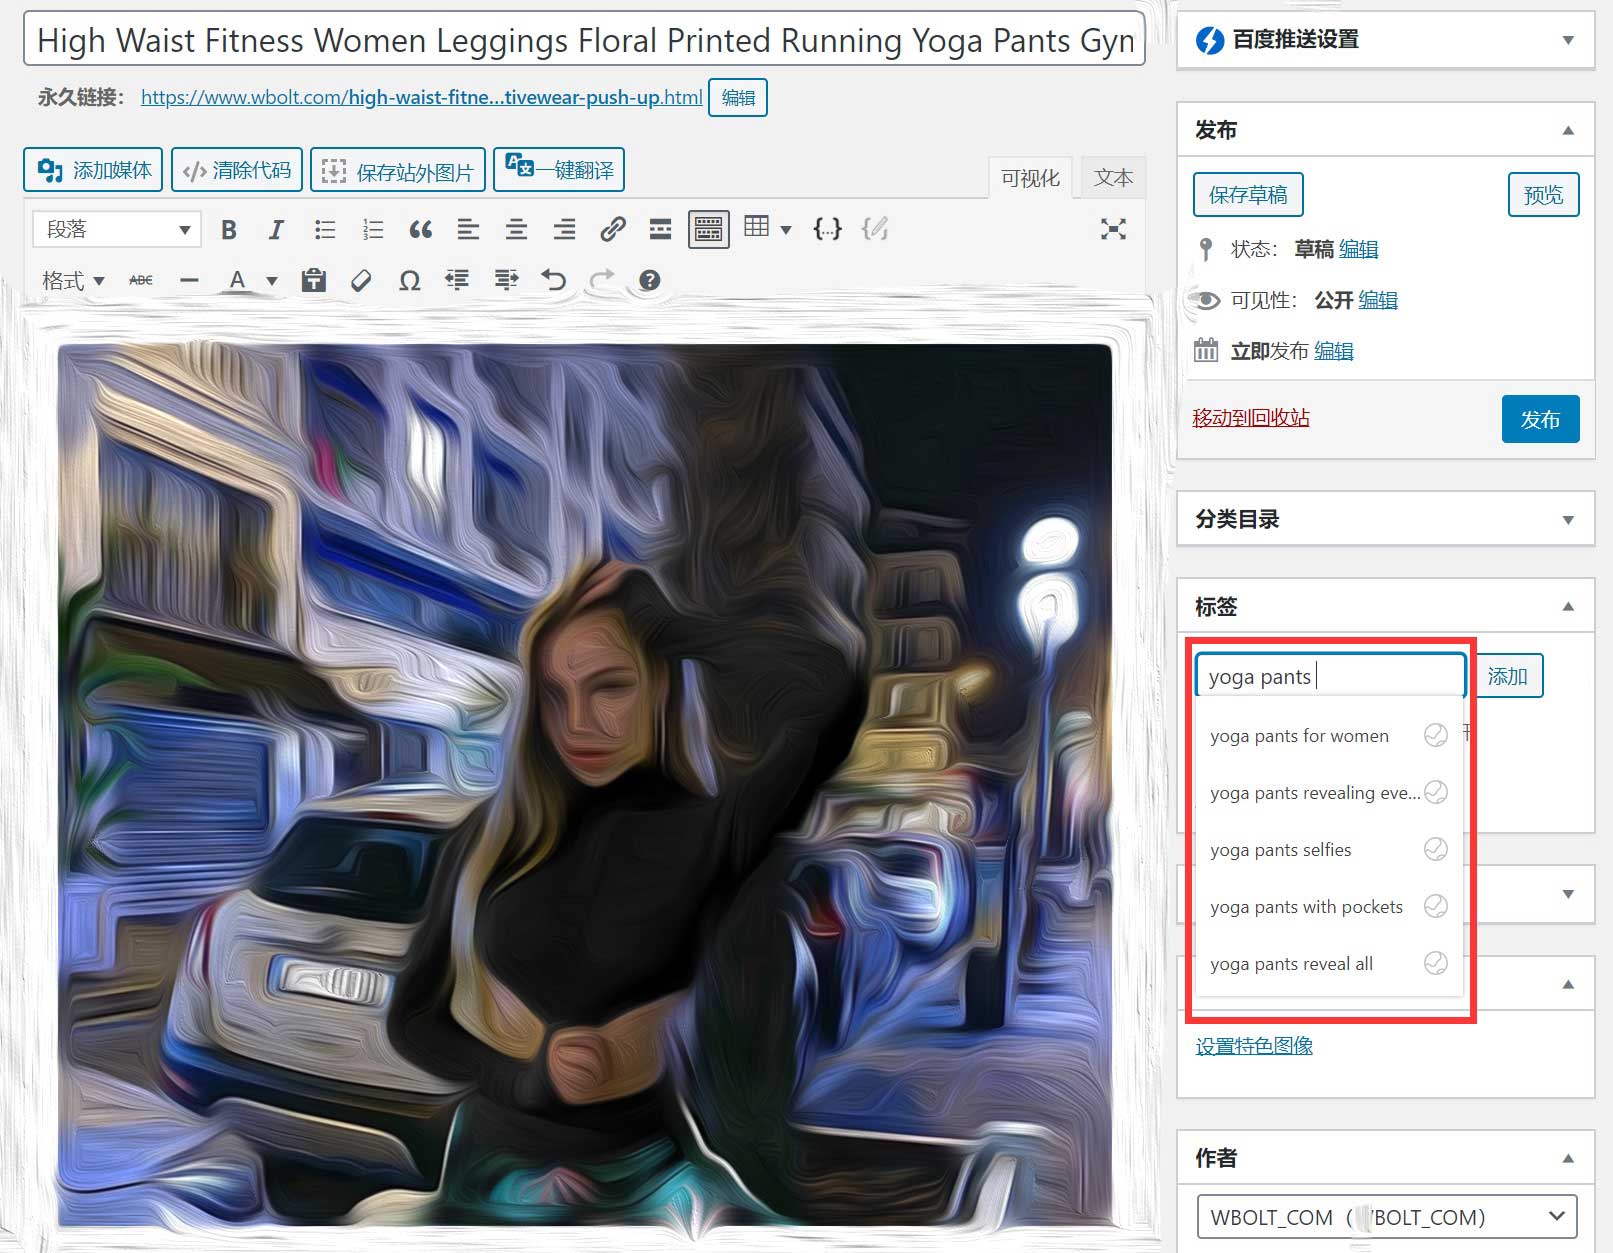 High Waist Fitness Women Leggings Floral Printed Running Yoga Pants Gym
永久链接： https://www.wbolt.com/high-waist-fitne...tivewear-push-up.html 编辑
添加媒体 清除代码 保存站外图片 一键翻译
可视化 文本
段落
格式
百度推送设置
发布
保存草稿 预览
状态： 草稿 编辑
可见性： 公开 编辑
立即发布 编辑
移动到回收站 发布
分类目录
标签
yoga pants 添加
yoga pants for women
yoga pants revealing eve...
yoga pants selfies
yoga pants with pockets
yoga pants reveal all
设置特色图像
作者
WBOLT_COM（WBOLT_COM）